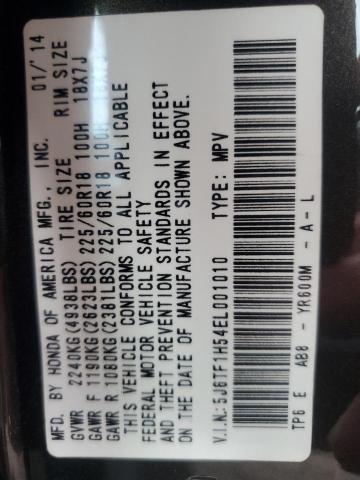 MFD. BY HONDA OF AMERICA MFG., INC. 01/'14
GVWR 2240KG(4938LBS) TIRE SIZE RIM SIZE
GAWR F 1190KG(2623LBS) 225/60R18 100H 18X7J
GAWR R 1080KG(2381LBS) 225/60R18 100H 18X7J
THIS VEHICLE CONFORMS TO ALL APPLICABLE
FEDERAL MOTOR VEHICLE SAFETY
AND THEFT PREVENTION STANDARDS IN EFFECT
ON THE DATE OF MANUFACTURE SHOWN ABOVE.
V.I.N.:5J6TF1H54EL001010 TYPE: MPV
TP6 E AB8 - YR600M - A - L